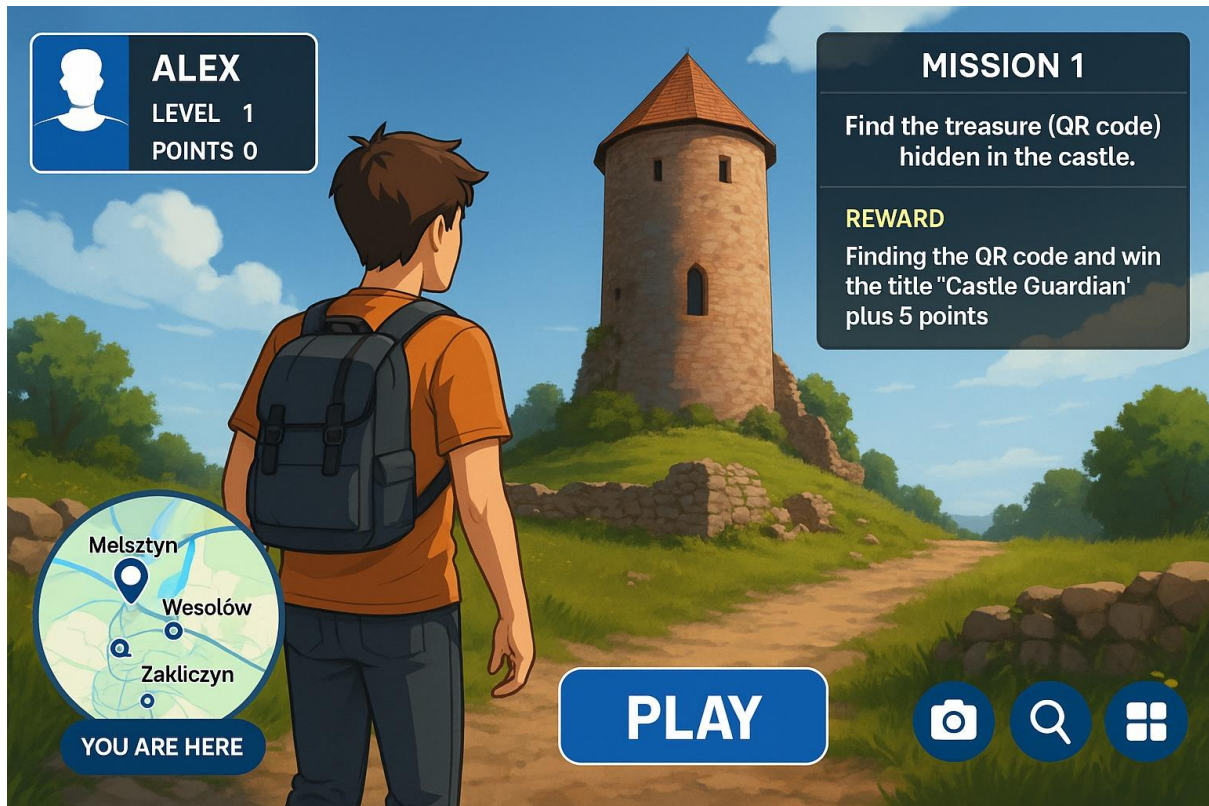 ALEX
LEVEL 1
POINTS 0
MISSION 1
Find the treasure (QR code)
hidden in the castle.
REWARD
Finding the QR code and win
the title "Castle Guardian'
plus 5 points
Melsztyn
Wesolów
Zakliczyn
YOU ARE HERE
PLAY